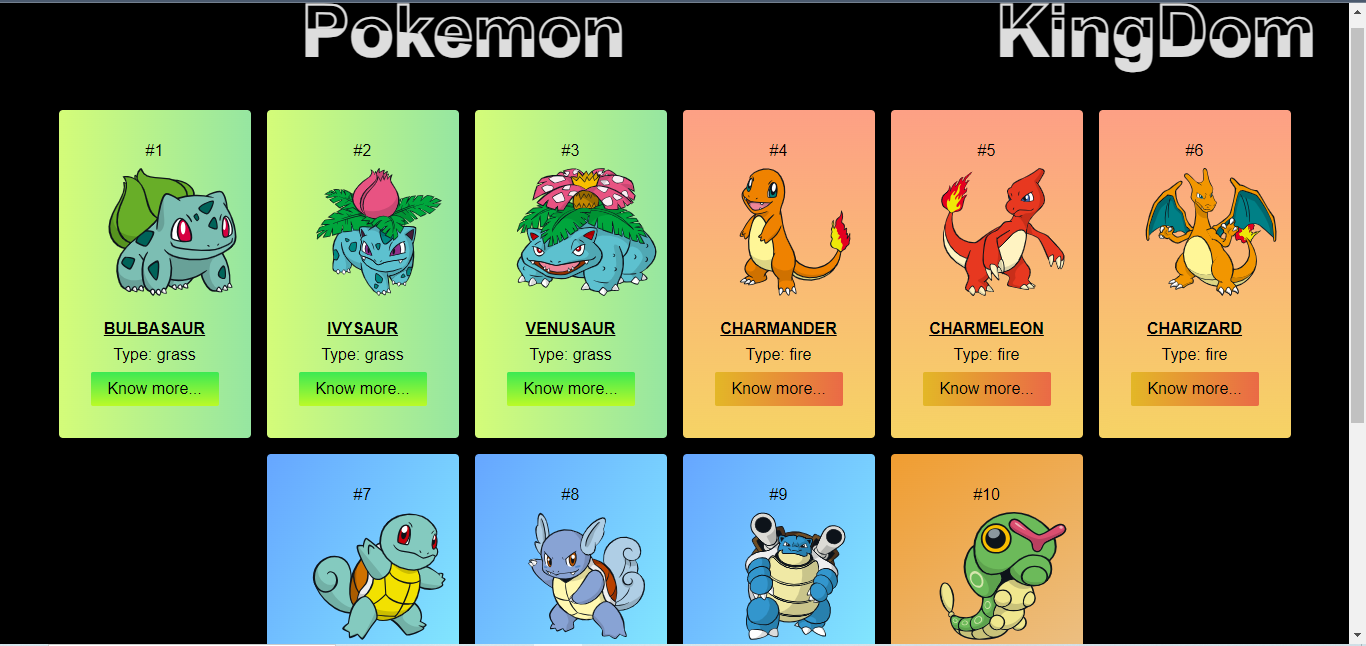 Pokemon KingDom
#1 #2 #3 #4 #5 #6
BULBASAUR IVYSAUR VENUSAUR CHARMANDER CHARMELEON CHARIZARD
Type: grass Type: grass Type: grass Type: fire Type: fire Type: fire
Know more... Know more... Know more... Know more... Know more... Know more...
#7 #8 #9 #10